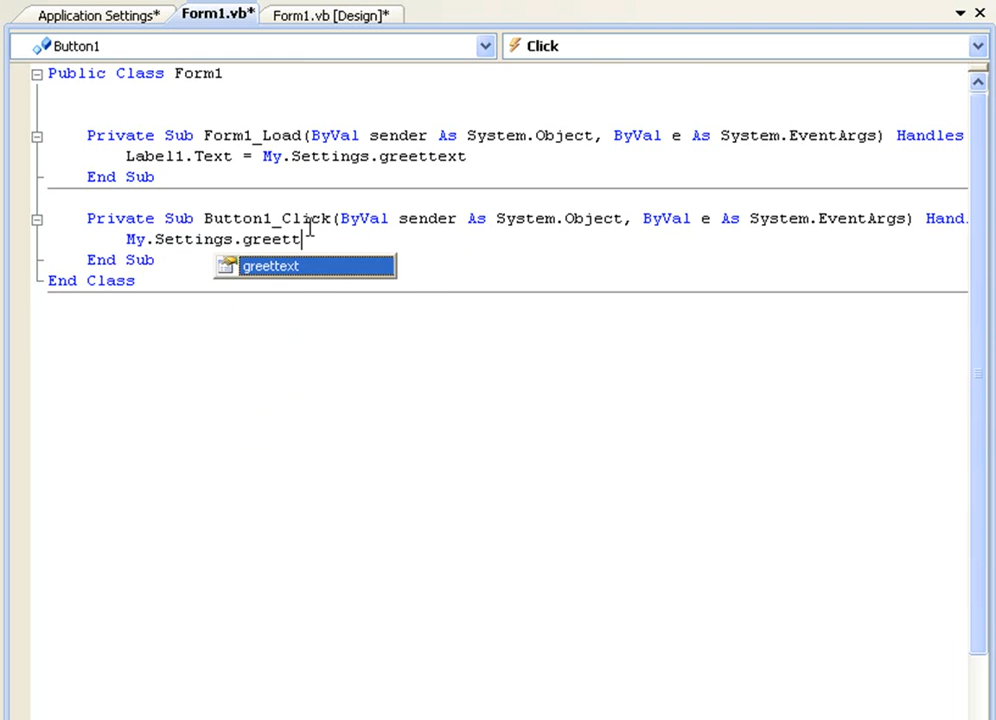 Application Settings* Form1.vb* Form1.vb [Design]*
Button1 Click
Public Class Form1
Private Sub Form1_Load(ByVal sender As System.Object, ByVal e As System.EventArgs) Handles
Label1.Text = My.Settings.greettext
End Sub
Private Sub Button1_Click(ByVal sender As System.Object, ByVal e As System.EventArgs) Hand
My.Settings.greett
End Sub
greettext
End Class